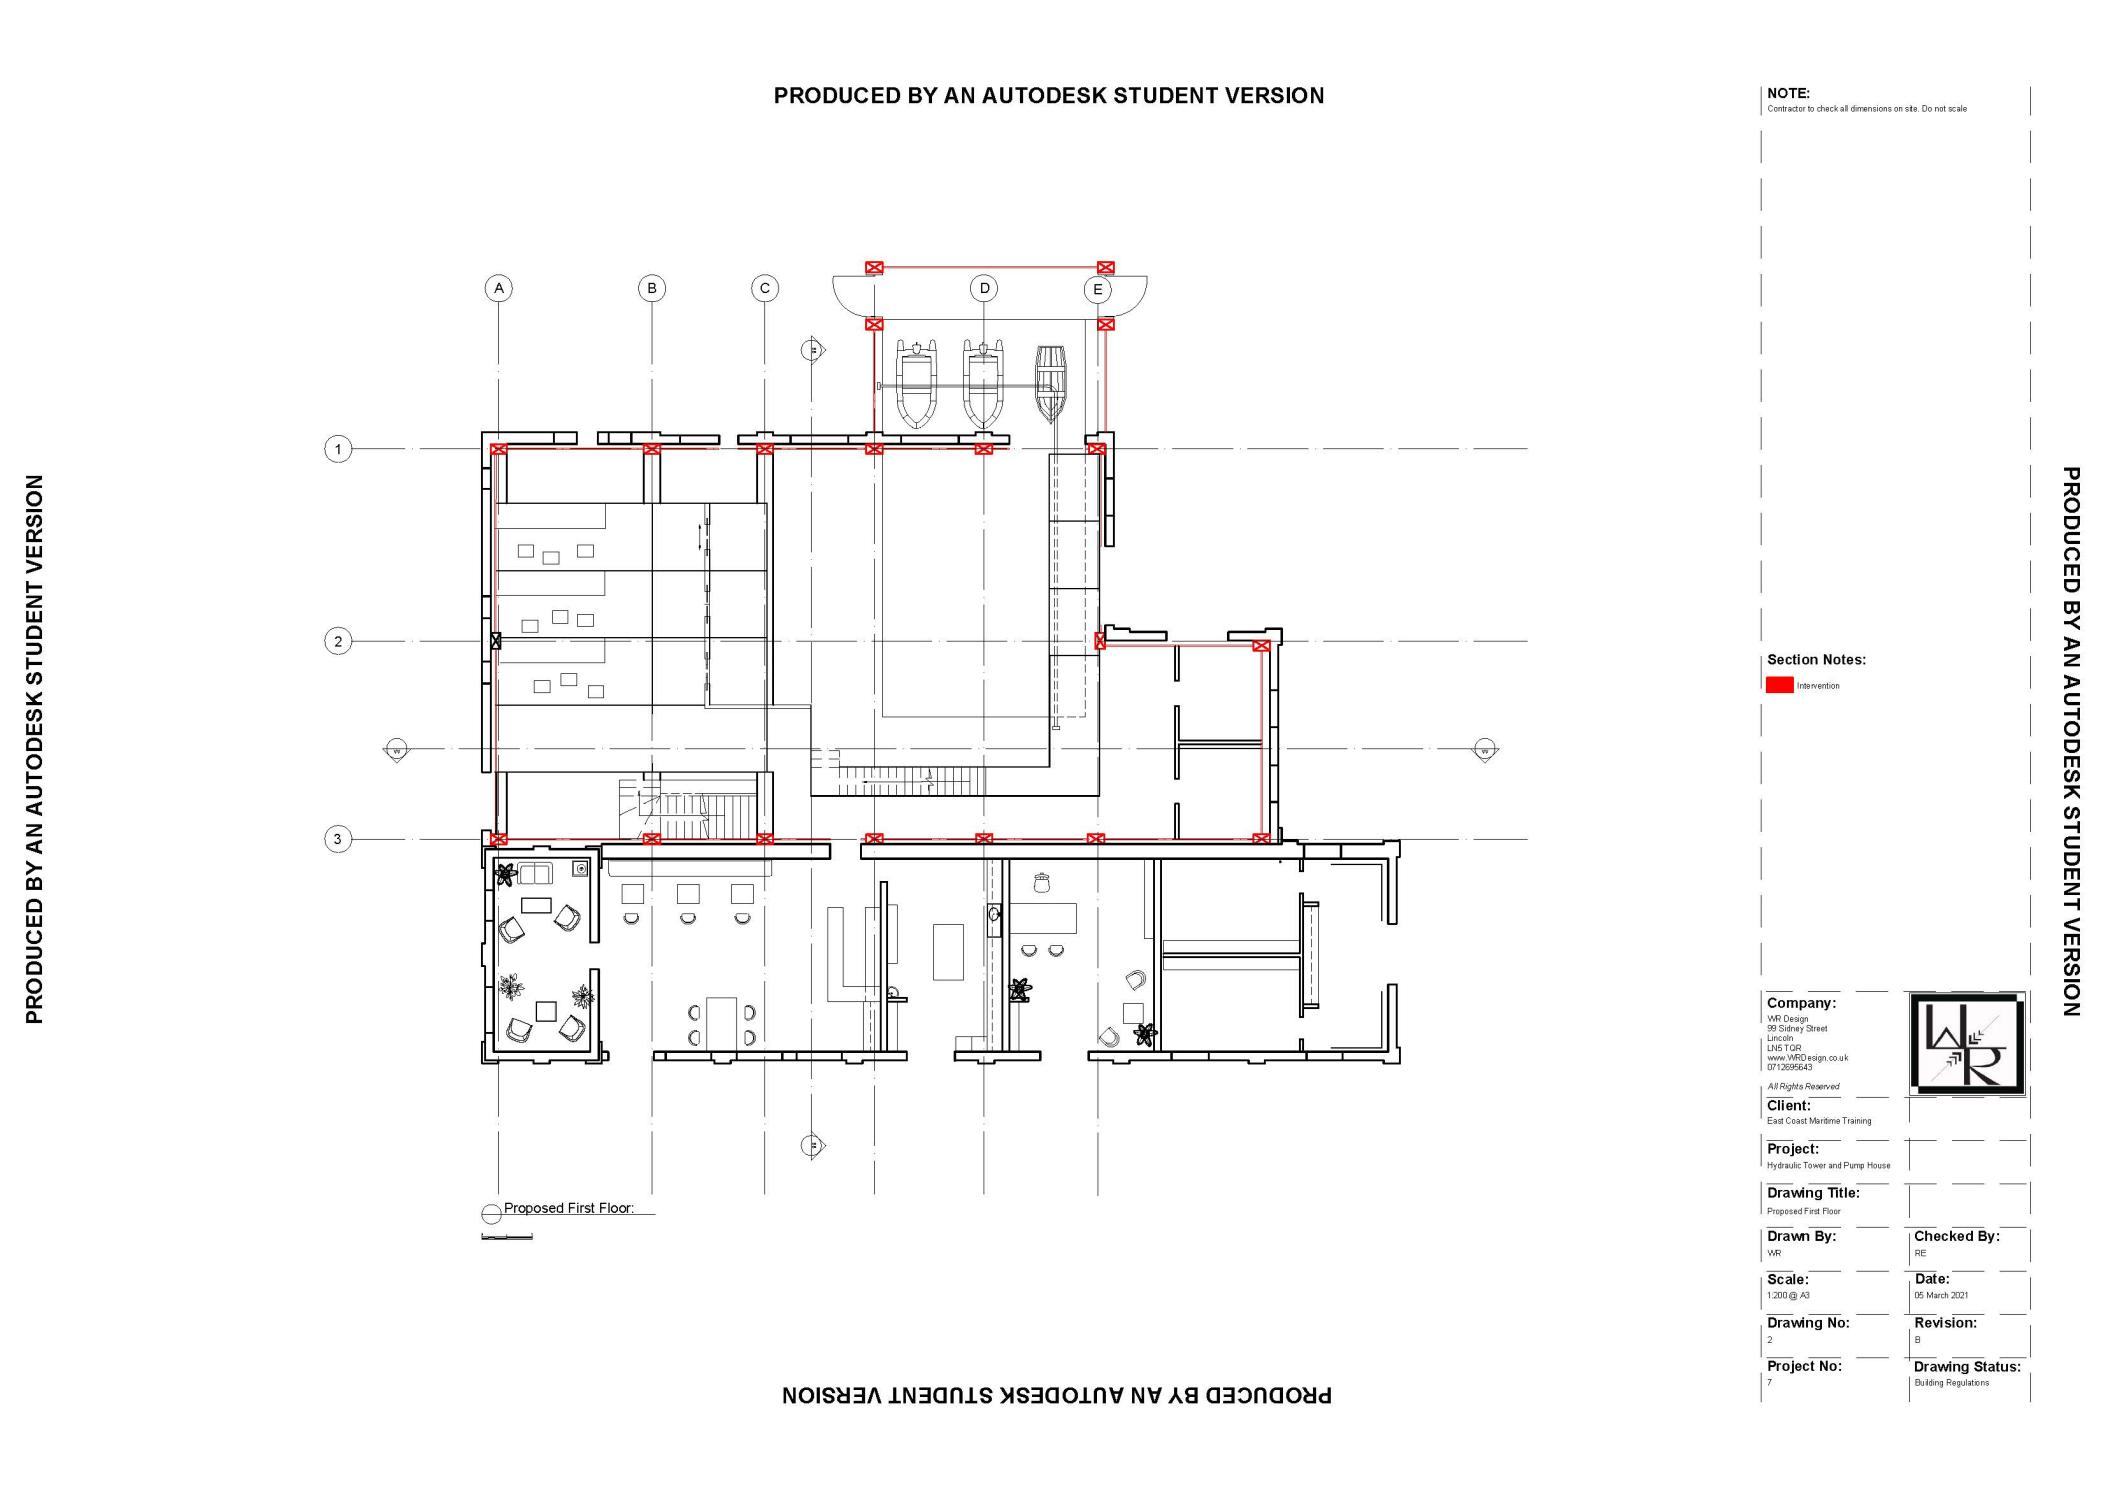 PRODUCED BY AN AUTODESK STUDENT VERSION
PRODUCED BY AN AUTODESK STUDENT VERSION
PRODUCED BY AN AUTODESK STUDENT VERSION
PRODUCED BY AN AUTODESK STUDENT VERSION
A
B
C
D
E
1
2
3
Proposed First Floor:
NOTE:
Contractor to check all dimensions on site. Do not scale
Section Notes:
Intervention
Company:
WR Design
99 Sidney Street
Lincoln
LN5 TQR
www.WRDesign.co.uk
0712695643
All Rights Reserved
WR
Client:
East Coast Maritime Training
Project:
Hydraulic Tower and Pump House
Drawing Title:
Proposed First Floor
Drawn By:
WR
Checked By:
RE
Scale:
1:200 @ A3
Date:
05 March 2021
Drawing No:
2
Revision:
B
Project No:
7
Drawing Status:
Building Regulations